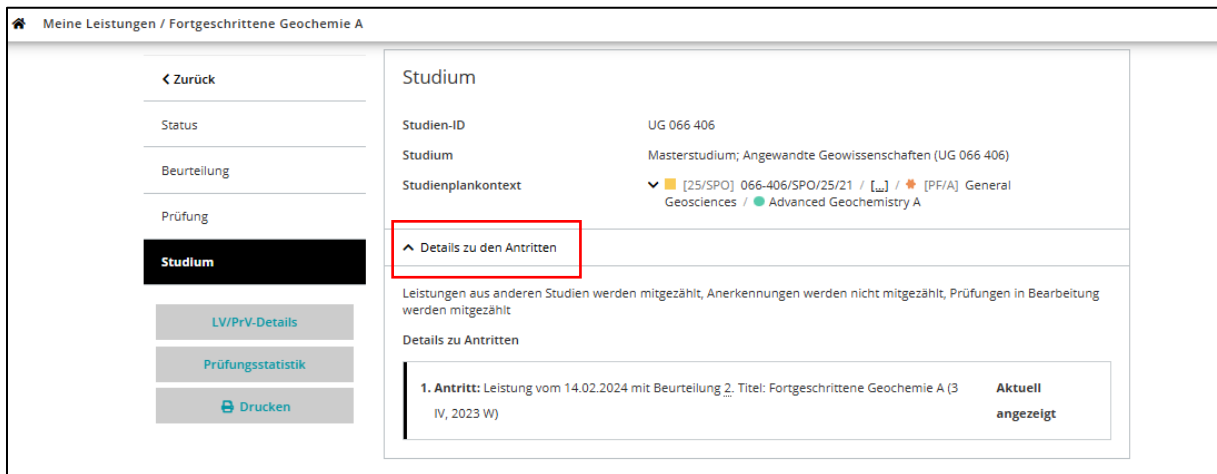 Meine Leistungen / Fortgeschrittene Geochemie A
Zurück
Status
Beurteilung
Prüfung
Studium
LV/PrV-Details
Prüfungsstatistik
Drucken
Studium
Studien-ID UG 066 406
Studium Masterstudium; Angewandte Geowissenschaften (UG 066 406)
Studienplankontext [25/SPO] 066-406/SPO/25/21 / [...] / [PF/A] General
Geosciences / Advanced Geochemistry A
Details zu den Antritten
Leistungen aus anderen Studien werden mitgezählt, Anerkennungen werden nicht mitgezählt, Prüfungen in Bearbeitung
werden mitgezählt
Details zu Antritten
1. Antritt: Leistung vom 14.02.2024 mit Beurteilung 2. Titel: Fortgeschrittene Geochemie A (3 Aktuell
IV, 2023 W) angezeigt